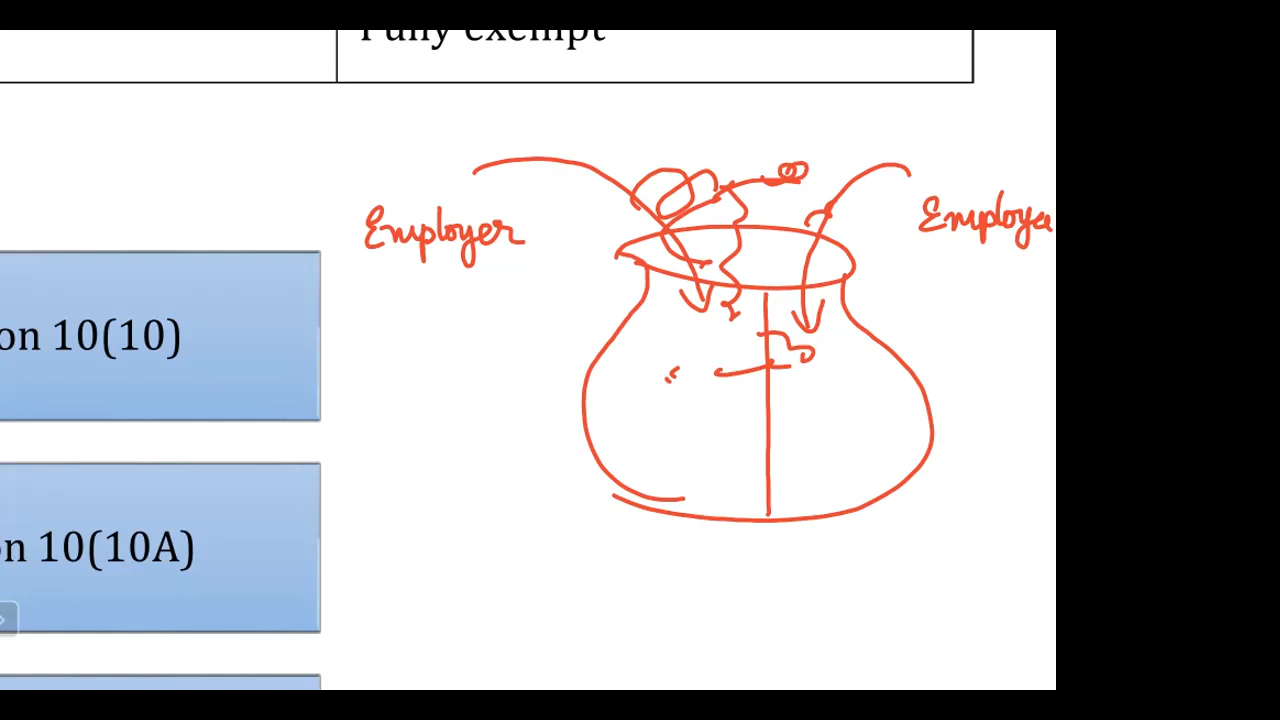 Fully exempt
Employer
Employee
on 10(10)
on 10(10A)